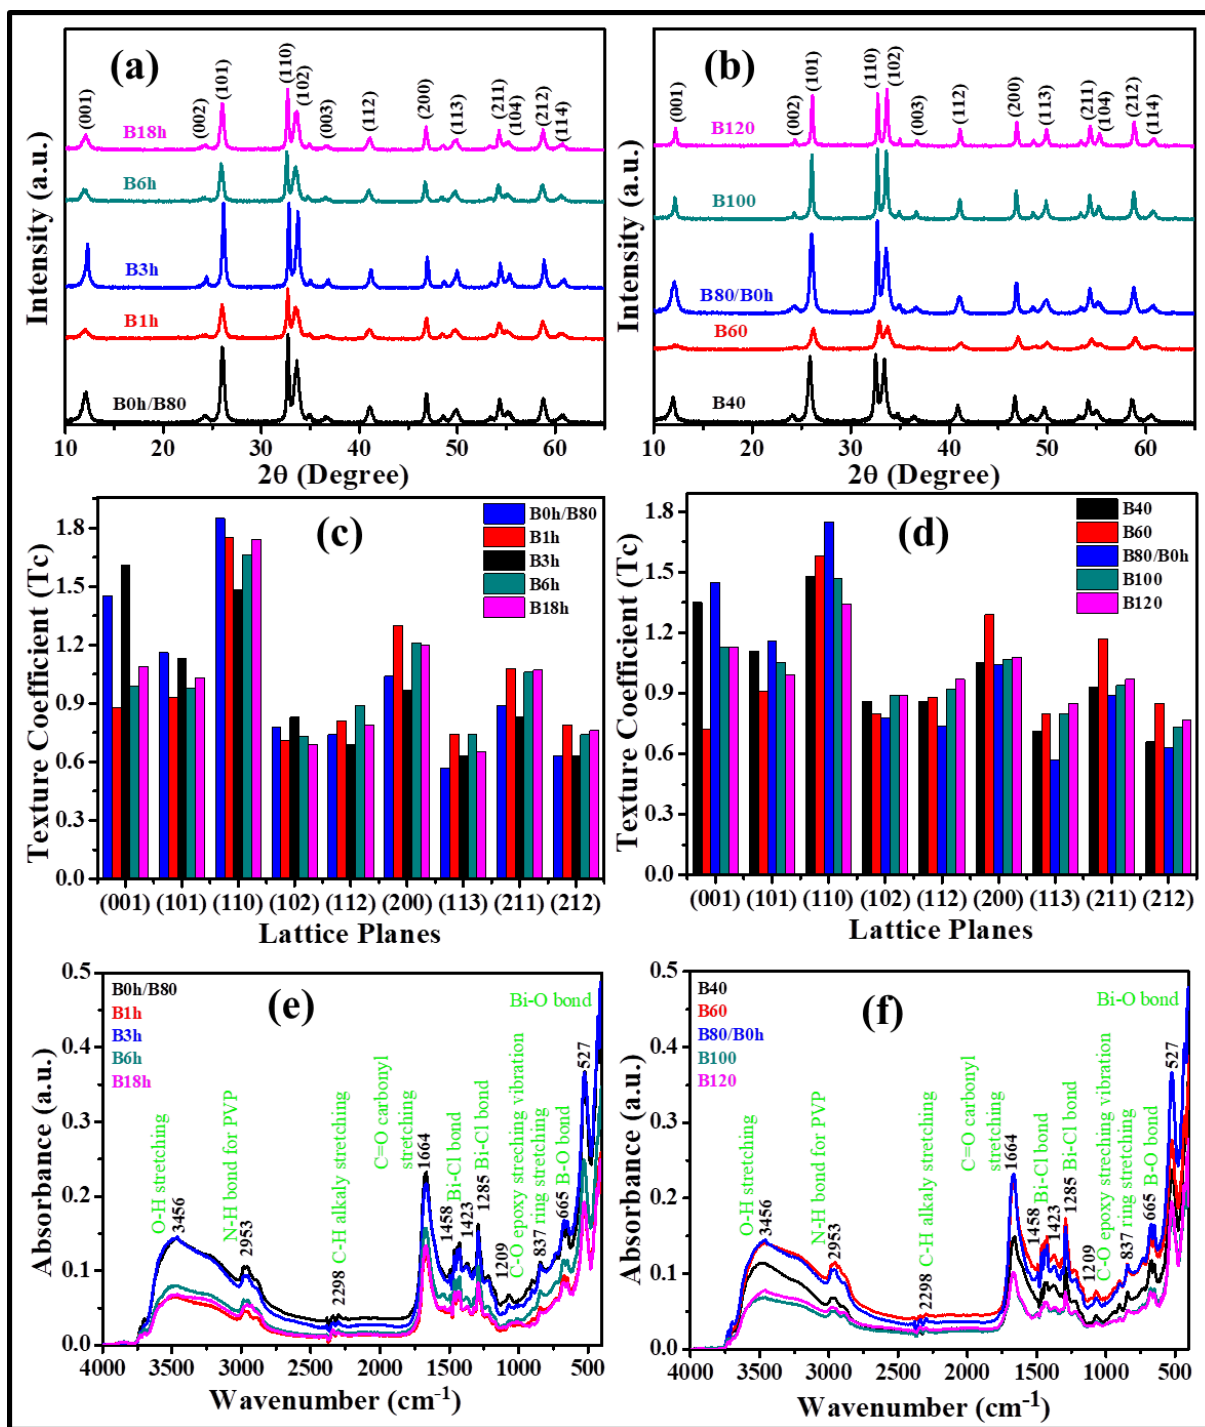 (a)
(001)
(002)
(101)
(110)
(102)
(003)
(112)
(200)
(113)
(211)
(104)
(212)
(114)
B18h
B6h
B3h
B1h
B0h/B80
Intensity (a.u.)
10 20 30 40 50 60
2θ (Degree)
(b)
(001)
(002)
(101)
(110)
(102)
(003)
(112)
(200)
(113)
(211)
(104)
(212)
(114)
B120
B100
B80/B0h
B60
B40
Intensity (a.u.)
10 20 30 40 50 60
2θ (Degree)
(c)
B0h/B80
B1h
B3h
B6h
B18h
1.8
1.5
1.2
0.9
0.6
0.3
0.0
Texture Coefficient (Tc)
(001) (101) (110) (102) (112) (200) (113) (211) (212)
Lattice Planes
(d)
B40
B60
B80/B0h
B100
B120
1.8
1.5
1.2
0.9
0.6
0.3
0.0
Texture Coefficient (Tc)
(001) (101) (110) (102) (112) (200) (113) (211) (212)
Lattice Planes
(e)
B0h/B80
B1h
B3h
B6h
B18h
0.5
0.4
0.3
0.2
0.1
0.0
Absorbance (a.u.)
O-H stretching
3456
N-H bond for PVP
2953
C-H alkaly stretching
2298
C=O carbonyl
stretching
1664
Bi-Cl bond
1458
1423
1285 Bi-Cl bond
1209
C-O epoxy streching vibration
837 ring stretching
665 B-O bond
527
Bi-O bond
4000 3500 3000 2500 2000 1500 1000 500
Wavenumber (cm-1)
(f)
B40
B60
B80/B0h
B100
B120
0.5
0.4
0.3
0.2
0.1
0.0
Absorbance (a.u.)
O-H stretching
3456
N-H bond for PVP
2953
C-H alkaly stretching
2298
C=O carbonyl
stretching
1664
Bi-Cl bond
1458
1423
1285 Bi-Cl bond
1209
C-O epoxy streching vibration
837 ring stretching
665 B-O bond
527
Bi-O bond
4000 3500 3000 2500 2000 1500 1000 500
Wavenumber (cm-1)